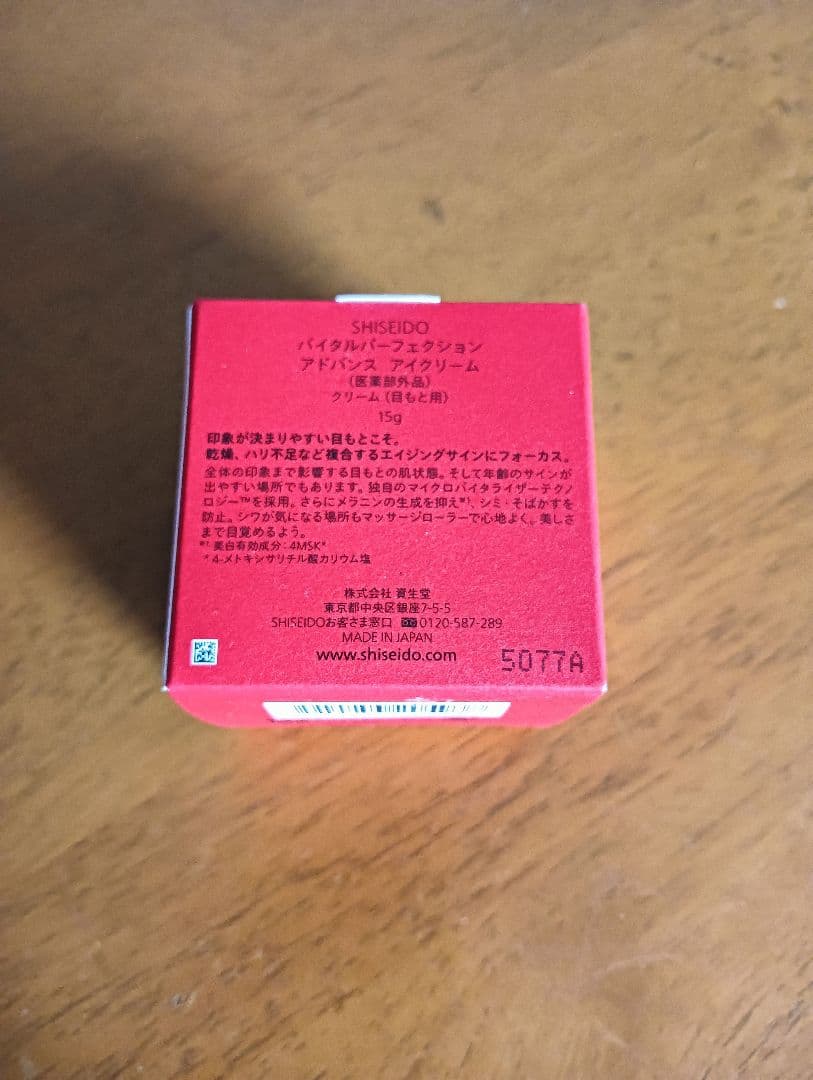 SHISEIDO
バイタルパーフェクション
アドバンス アイクリーム
（医薬部外品）
クリーム（目もと用）
15g
印象が決まりやすい目もとこそ。
乾燥、ハリ不足など複合するエイジングサインにフォーカス。
全体の印象まで影響する目もとの肌状態。そして年齢のサインが
出やすい場所でもあります。独自のマイクロバイタライザーテクノ
ロジー™を採用。さらにメラニンの生成を抑え*¹、シミ・そばかすを
防止。シワが気になる場所もマッサージローラーで心地よく。美しさ
まで目覚めるよう。
*¹ 美白有効成分：4MSK*
* 4-メトキシサリチル酸カリウム塩
株式会社 資生堂
東京都中央区銀座7-5-5
SHISEIDOお客さま窓口 0120-587-289
MADE IN JAPAN
www.shiseido.com
5077A